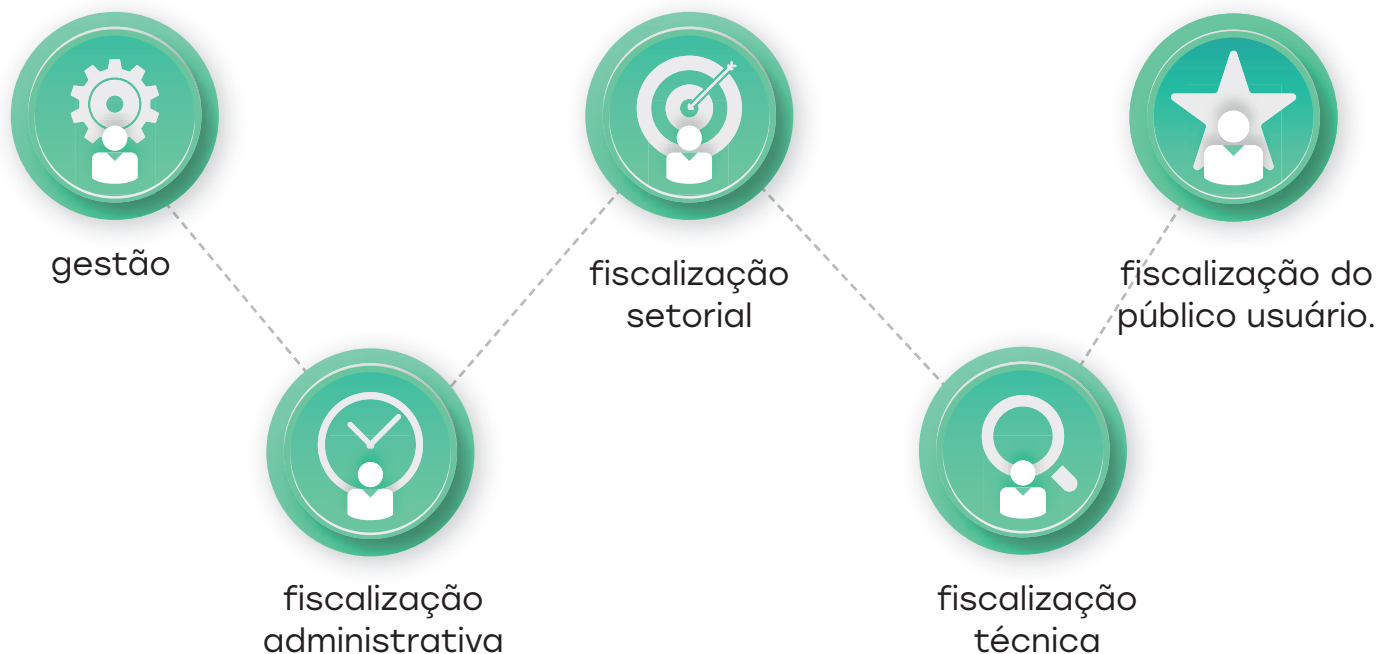 gestão
fiscalização
administrativa
fiscalização
setorial
fiscalização
técnica
fiscalização do
público usuário.